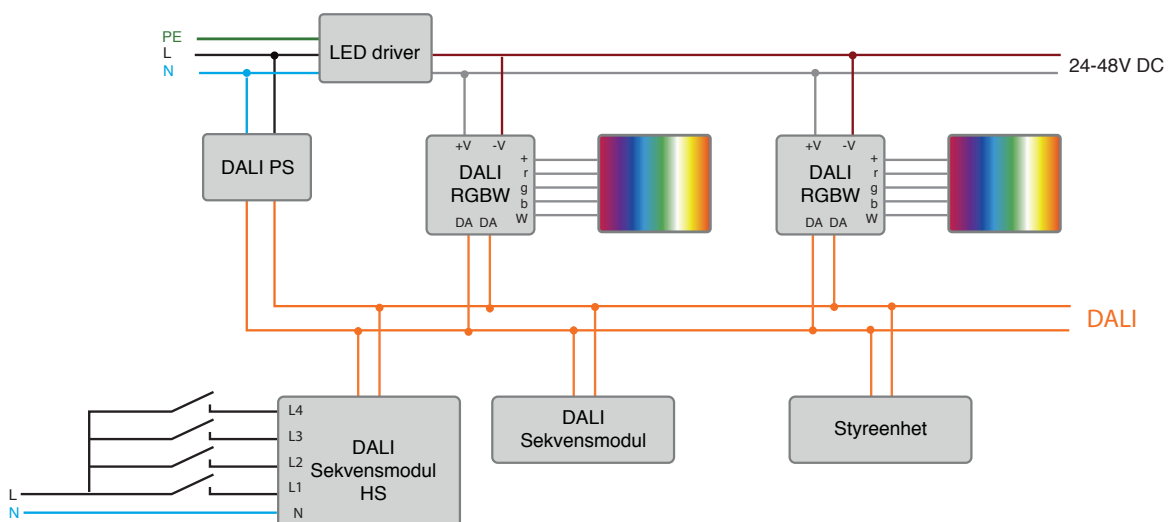 PE
L
N
LED driver
24-48V DC
DALI PS
+V -V
DALI
RGBW
+
r
g
b
W
DA DA
+V -V
DALI
RGBW
+
r
g
b
W
DA DA
DALI
L4
L3
L2
L1
N
DALI
Sekvensmodul
HS
DALI
Sekvensmodul
Styreenhet
L
N